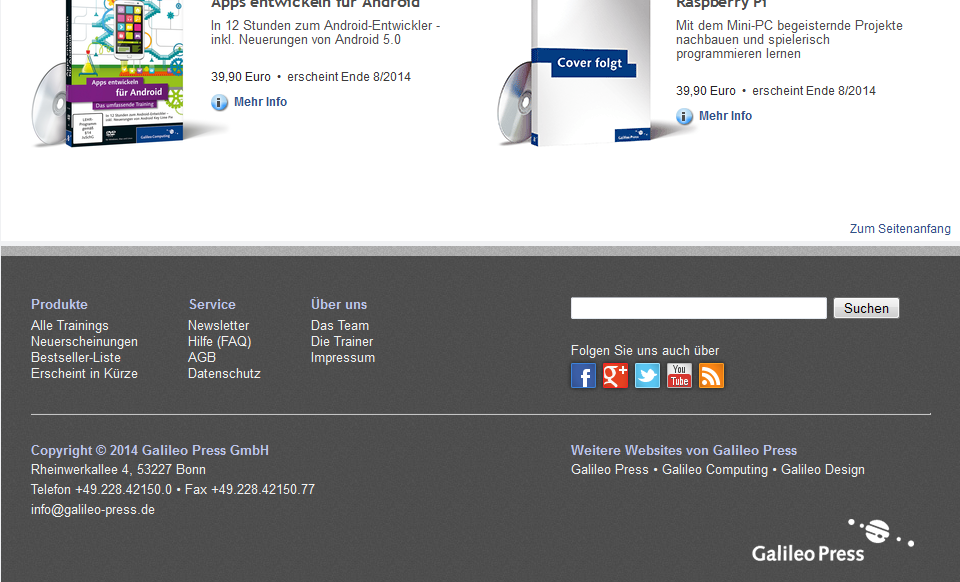 Apps entwickeln für Android
In 12 Stunden zum Android-Entwickler -
inkl. Neuerungen von Android 5.0
39,90 Euro • erscheint Ende 8/2014
Mehr Info
Apps entwickeln
für Android
Das umfassende Training
LEHR-
Programm
gemäß
§ 14
JuSchG
DVD
Galileo Computing
Raspberry Pi
Mit dem Mini-PC begeisternde Projekte
nachbauen und spielerisch
programmieren lernen
39,90 Euro • erscheint Ende 8/2014
Mehr Info
Cover folgt
Galileo Press
Zum Seitenanfang
Produkte
Alle Trainings
Neuerscheinungen
Bestseller-Liste
Erscheint in Kürze
Service
Newsletter
Hilfe (FAQ)
AGB
Datenschutz
Über uns
Das Team
Die Trainer
Impressum
Suchen
Folgen Sie uns auch über
f
g+
You
Tube
Copyright © 2014 Galileo Press GmbH
Rheinwerkallee 4, 53227 Bonn
Telefon +49.228.42150.0 • Fax +49.228.42150.77
info@galileo-press.de
Weitere Websites von Galileo Press
Galileo Press • Galileo Computing • Galileo Design
Galileo Press